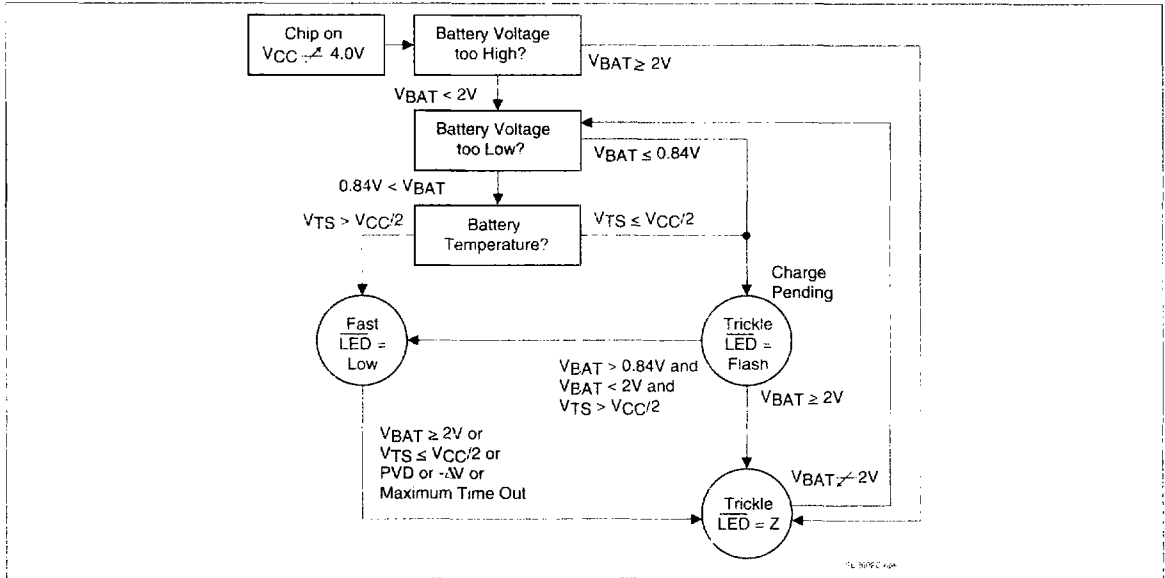 Chip on
VCC ↗ 4.0V
Battery Voltage
too High?
VBAT ≥ 2V
VBAT < 2V
Battery Voltage
too Low?
VBAT ≤ 0.84V
0.84V < VBAT
VTS > VCC/2
Battery
Temperature?
VTS ≤ VCC/2
Charge
Pending
Fast
L̅E̅D̅ =
Low
Trickle
L̅E̅D̅ =
Flash
VBAT > 0.84V and
VBAT < 2V and
VTS > VCC/2
VBAT ≥ 2V
VBAT ≥ 2V or
VTS ≤ VCC/2 or
PVD or -ΔV or
Maximum Time Out
VBAT ↙ 2V
Trickle
L̅E̅D̅ = Z